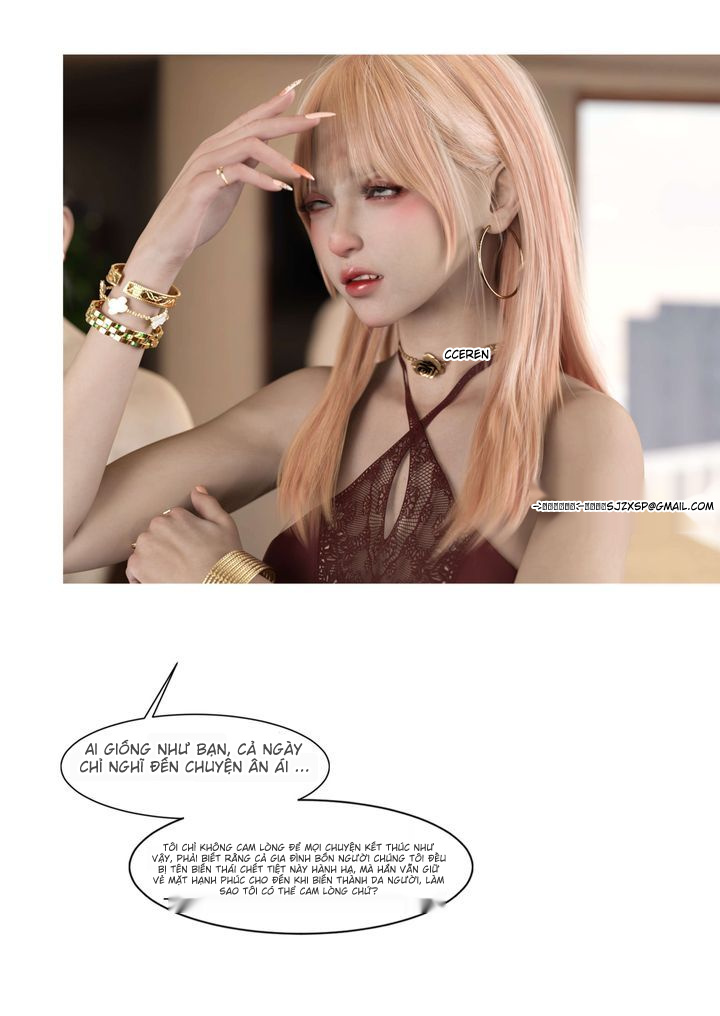 CCEREN
SJZXSP@GMAIL.COM
AI GIỐNG NHƯ BẠN, CẢ NGÀY
CHỈ NGHĨ ĐẾN CHUYỆN ÂN ÁI ...
TÔI CHỈ KHÔNG CAM LÒNG ĐỂ MỌI CHUYỆN KẾT THÚC NHƯ
VẬY, PHẢI BIẾT RẰNG CẢ GIA ĐÌNH BỐN NGƯỜI CHÚNG TÔI ĐỀU
BỊ TÊN BIẾN THÁI CHẾT TIỆT NÀY HÀNH HẠ, MÀ HẮN VẪN GIỮ
VẺ MẶT HẠNH PHÚC CHO ĐẾN KHI BIẾN THÀNH DA NGƯỜI, LÀM
SAO TÔI CÓ THỂ CAM LÒNG CHỨ?